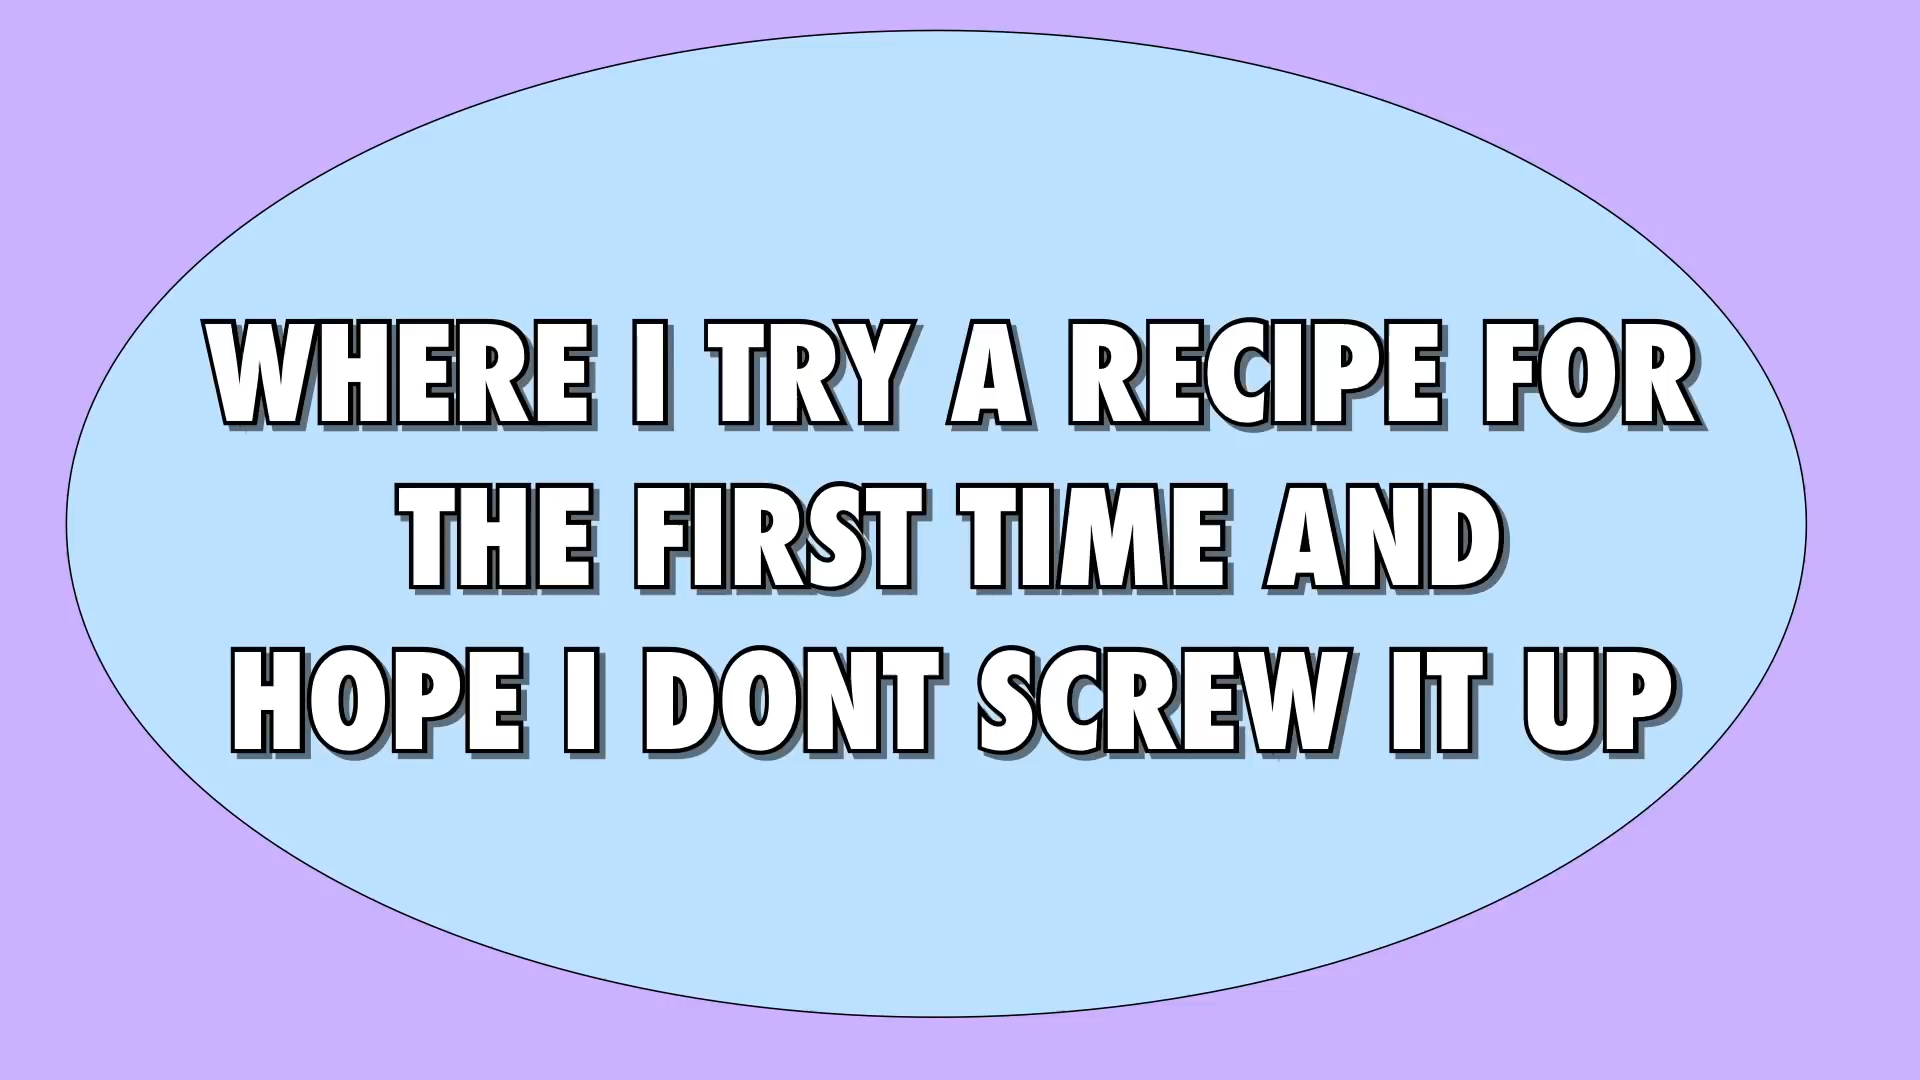 WHERE I TRY A RECIPE FOR
THE FIRST TIME AND
HOPE I DONT SCREW IT UP